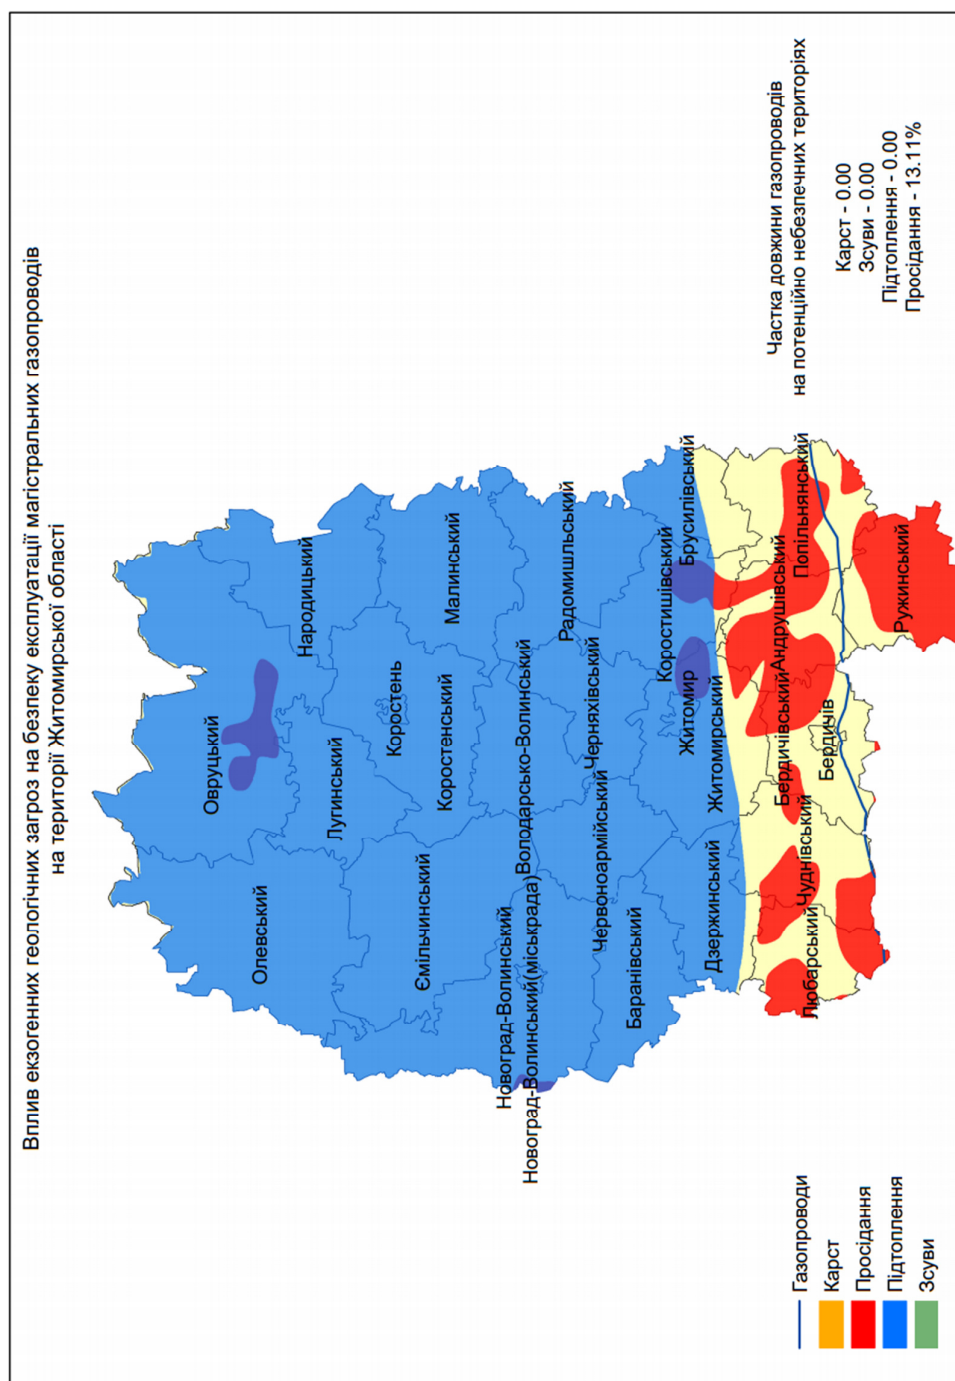 Вплив екзогенних геологічних загроз на безпеку експлуатації магістральних газопроводів
на території Житомирської області
Овруцький
Олевський
Народицький
Лугинський
Коростень
Ємільчинський
Коростенський
Малинський
Новоград-Волинський
Новоград-Волинський(міськрада)
Володарсько-Волинський
Радомишльський
Черняхівський
Червоноармійський
Баранівський
Коростишівський
Брусилівський
Житомир
Житомирський
Дзержинський
Андрушівський
Бердичівський
Попільнянський
Чуднівський
Любарський
Бердичів
Ружинський
Частка довжини газопроводів
на потенційно небезпечних територіях
Карст - 0.00
Зсуви - 0.00
Підтоплення - 0.00
Просідання - 13.11%
Газопроводи
Карст
Просідання
Підтоплення
Зсуви